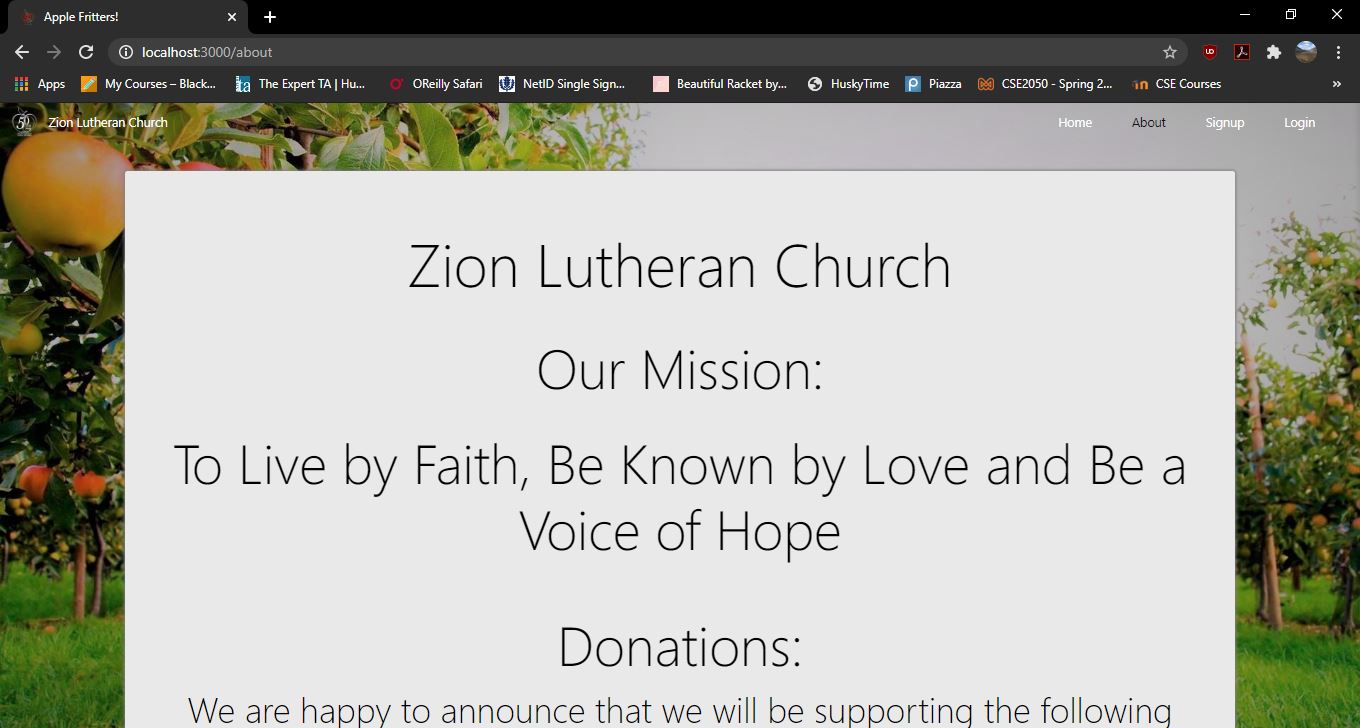 Apple Fritters!
localhost:3000/about
Apps My Courses – Black... The Expert TA | Hu... OReilly Safari NetID Single Sign... Beautiful Racket by... HuskyTime Piazza CSE2050 - Spring 2... CSE Courses »
Zion Lutheran Church Home About Signup Login
Zion Lutheran Church
Our Mission:
To Live by Faith, Be Known by Love and Be a
Voice of Hope
Donations:
We are happy to announce that we will be supporting the following